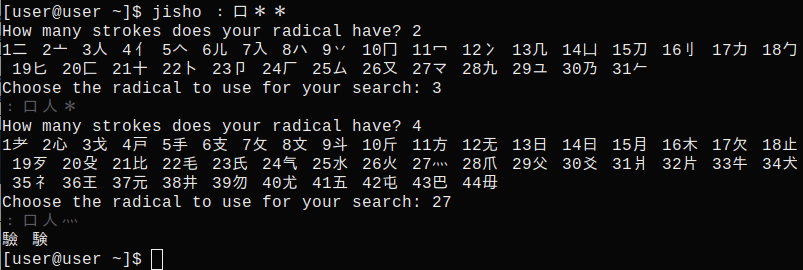 [user@user ~]$ jisho :口＊＊
How many strokes does your radical have? 2
1二 2亠 3人 4亻 5𠆢 6儿 7入 8ハ 9丷 10冂 11冖 12冫 13几 14凵 15刀 16刂 17力 18勹
19匕 20匚 21十 22卜 23卩 24厂 25厶 26又 27マ 28九 29ユ 30乃 31𠂉
Choose the radical to use for your search: 3
:口人＊
How many strokes does your radical have? 4
1耂 2心 3戈 4戸 5手 6支 7攵 8文 9斗 10斤 11方 12无 13日 14曰 15月 16木 17欠 18止
19歹 20殳 21比 22毛 23氏 24气 25水 26火 27灬 28爪 29父 30爻 31爿 32片 33牛 34犬
35礻 36王 37元 38井 39勿 40尤 41五 42屯 43巴 44毋
Choose the radical to use for your search: 27
:口人灬
驗 験
[user@user ~]$